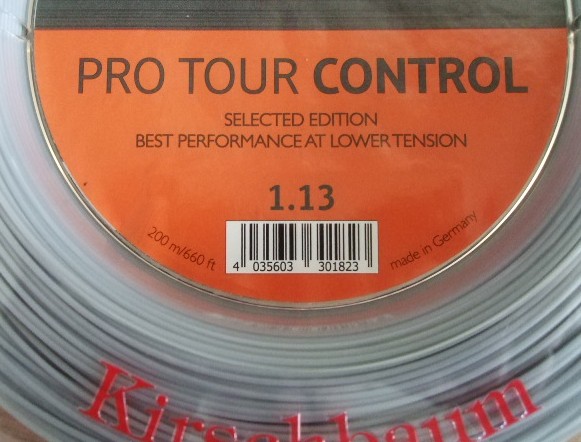 PRO TOUR CONTROL
SELECTED EDITION
BEST PERFORMANCE AT LOWER TENSION
1.13
200 m/660 ft
4 035603 301823
made in Germany
Kirschbaum